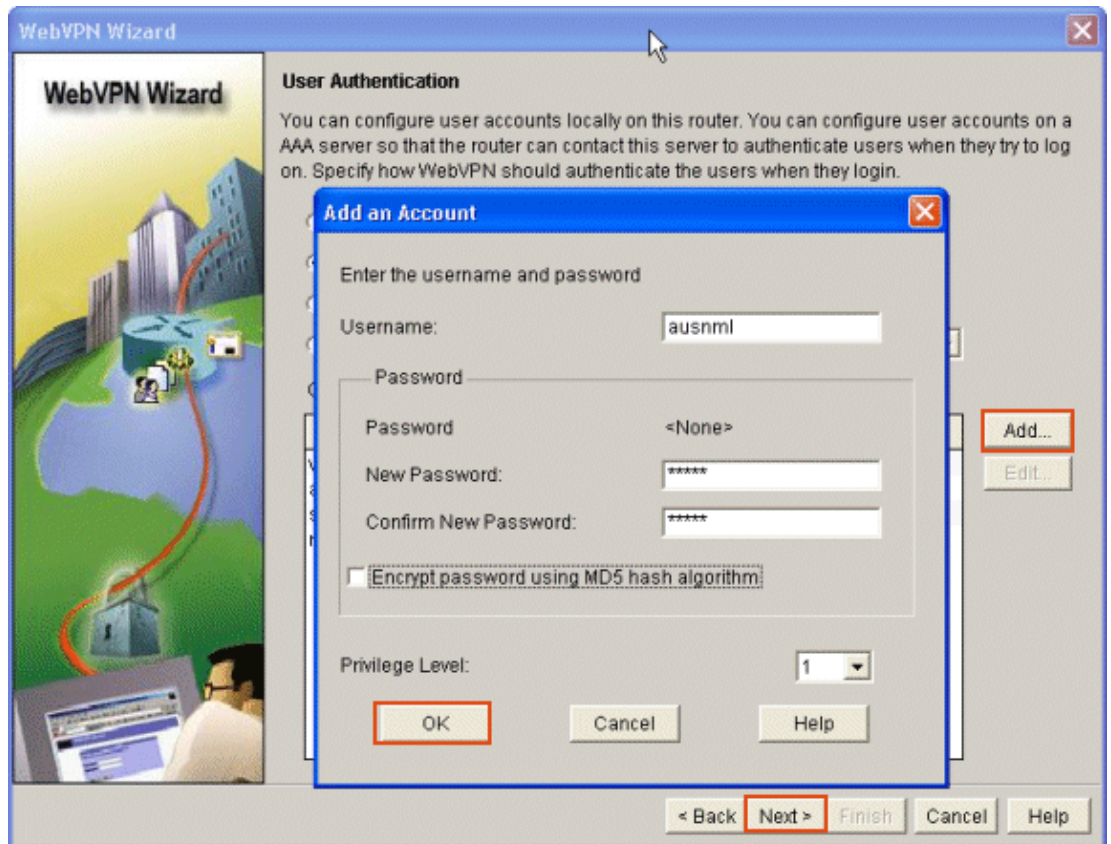 WebVPN Wizard
WebVPN Wizard
User Authentication
You can configure user accounts locally on this router. You can configure user accounts on a
AAA server so that the router can contact this server to authenticate users when they try to log
on. Specify how WebVPN should authenticate the users when they login.
Add an Account
Enter the username and password
Username: ausnml
Password
Password <None>
New Password: *****
Confirm New Password: *****
Encrypt password using MD5 hash algorithm
Privilege Level: 1
OK Cancel Help
Add...
Edit...
< Back Next > Finish Cancel Help